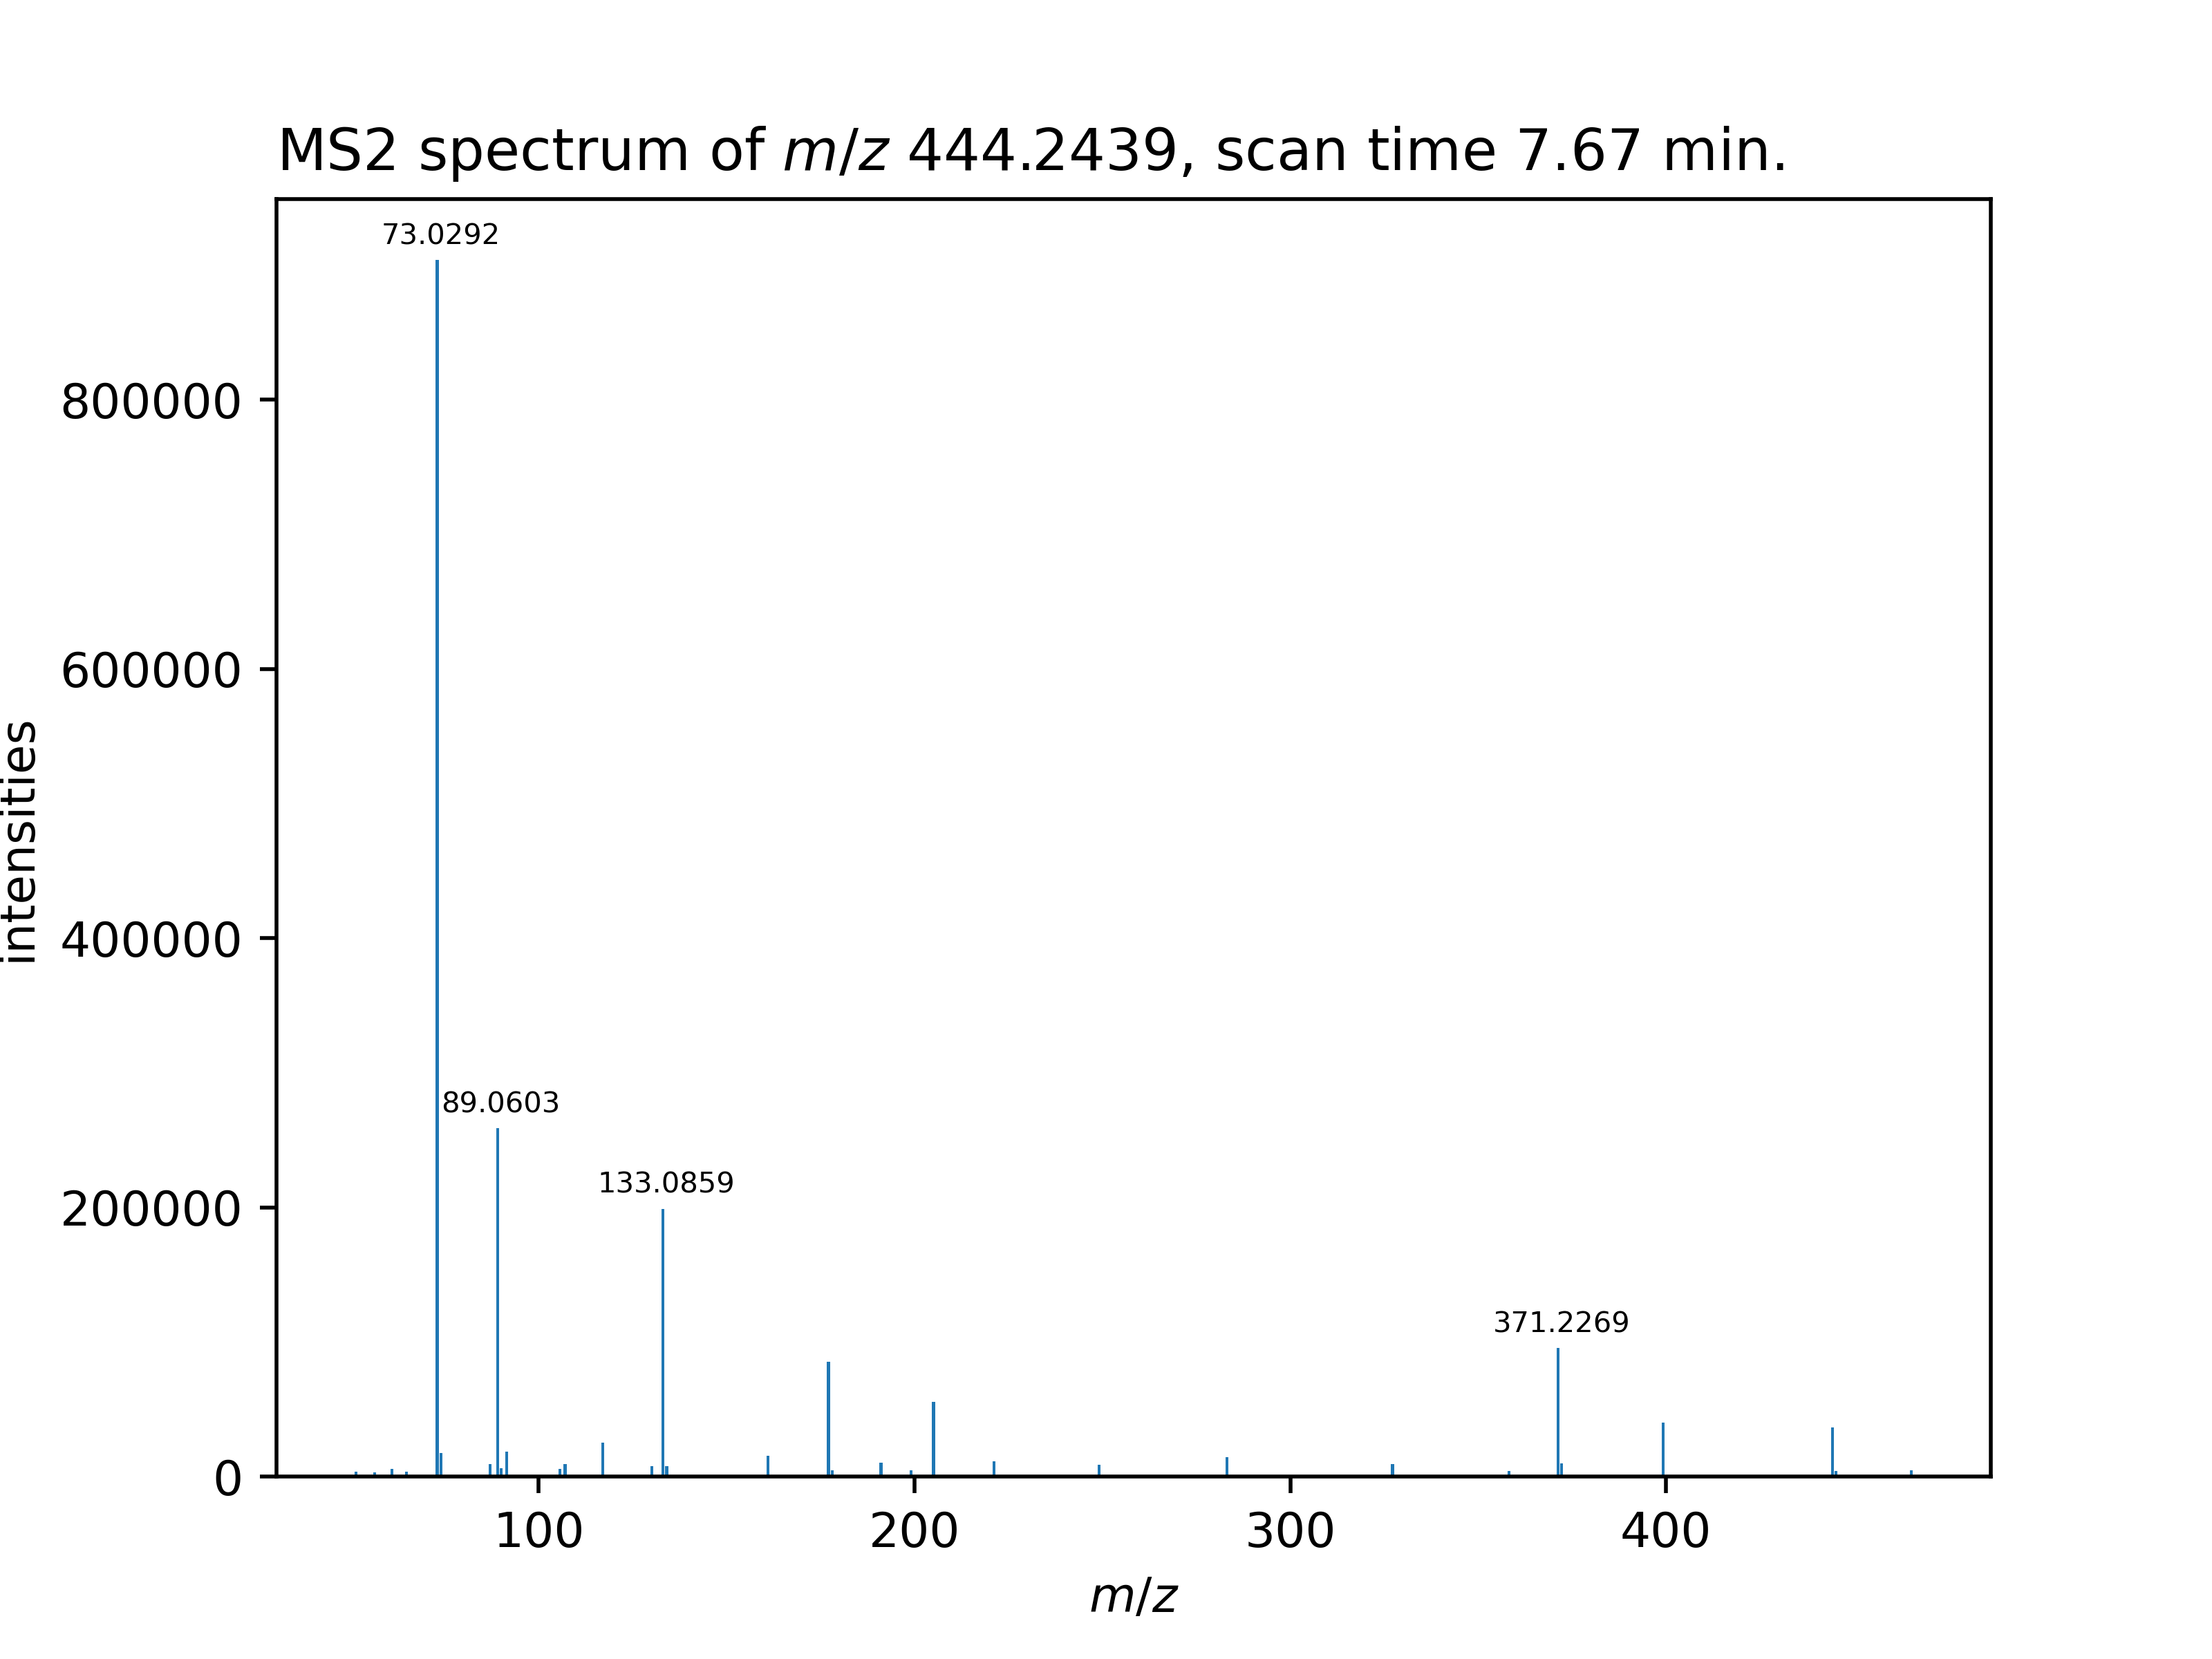 MS2 spectrum of m/z 444.2439, scan time 7.67 min.
73.0292
800000
600000
intensities
400000
89.0603
133.0859
200000
371.2269
0
100 200 300 400
m/z